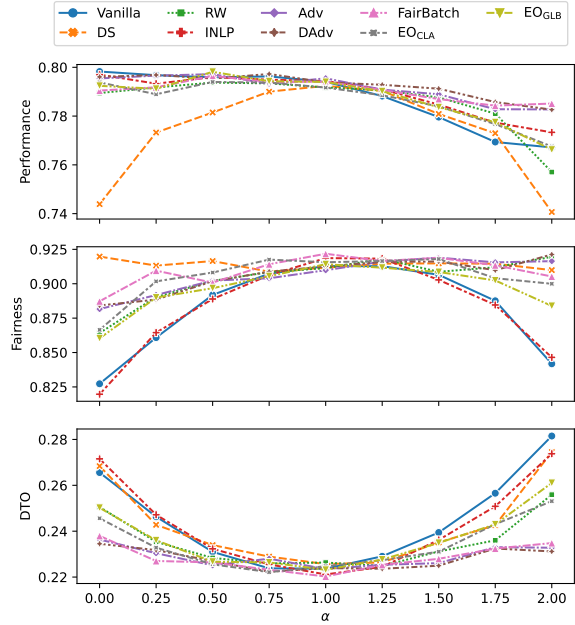 Vanilla RW Adv FairBatch EO_GLB
DS INLP DAdv EO_CLA
0.80
0.78
0.76
0.74
Performance
0.925
0.900
0.875
0.850
0.825
Fairness
0.28
0.26
0.24
0.22
DTO
0.00 0.25 0.50 0.75 1.00 1.25 1.50 1.75 2.00
α